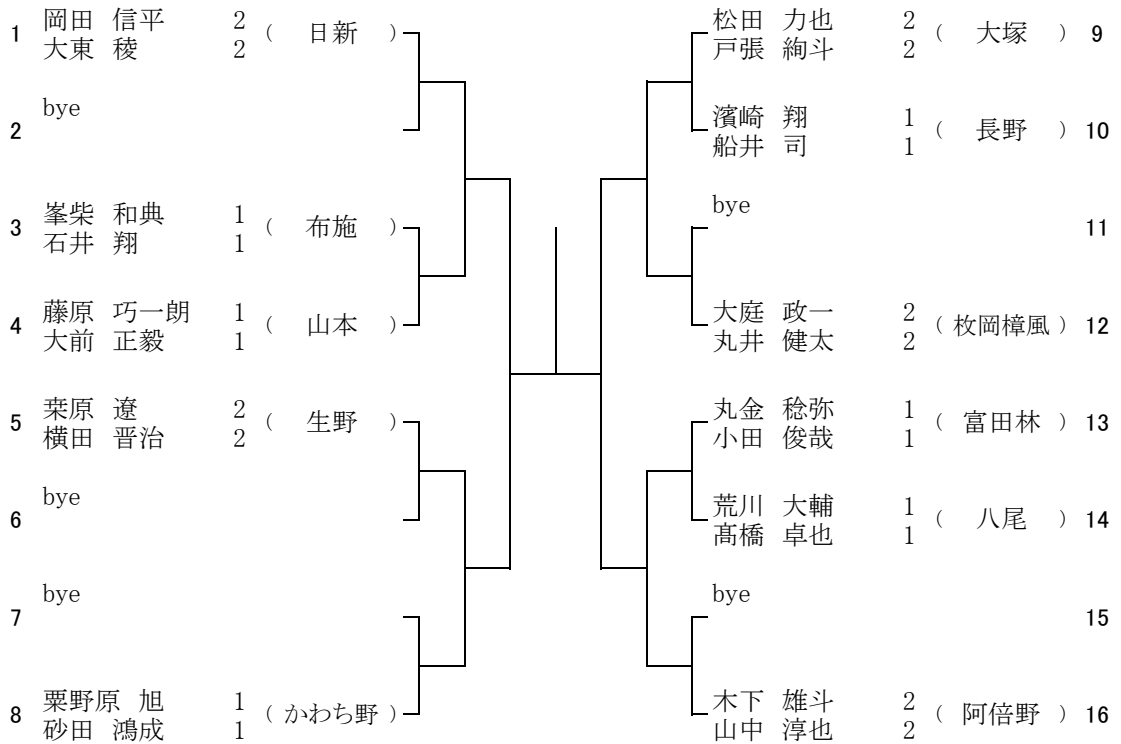 1 岡田 信平 2 ( 日新 )
大東 稜 2
2 bye
3 峯柴 和典 1 ( 布施 )
石井 翔 1
4 藤原 巧一朗 1 ( 山本 )
大前 正毅 1
5 桒原 遼 2 ( 生野 )
横田 晋治 2
6 bye
7 bye
8 粟野原 旭 1 ( かわち野 )
砂田 鴻成 1
松田 力也 2 ( 大塚 ) 9
戸張 絢斗 2
濱崎 翔 1 ( 長野 ) 10
船井 司 1
bye 11
大庭 政一 2 ( 枚岡樟風 ) 12
丸井 健太 2
丸金 稔弥 1 ( 富田林 ) 13
小田 俊哉 1
荒川 大輔 1 ( 八尾 ) 14
髙橋 卓也 1
bye 15
木下 雄斗 2 ( 阿倍野 ) 16
山中 淳也 2